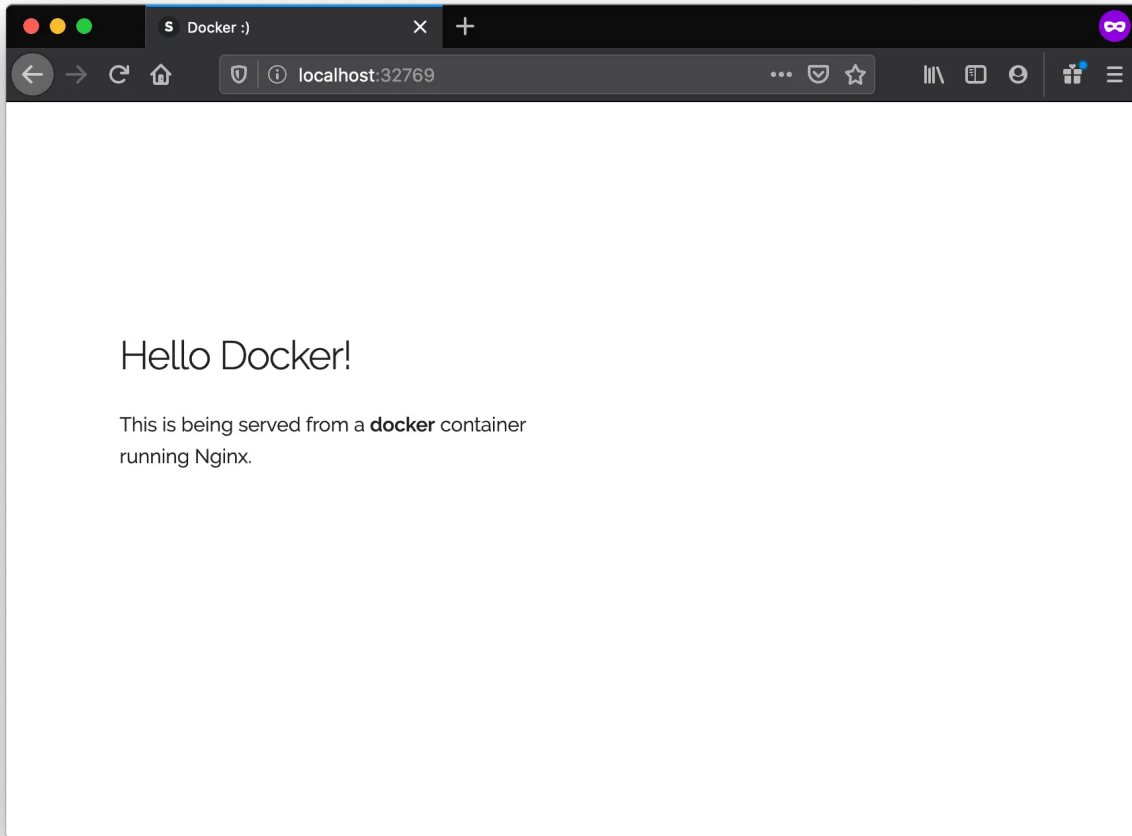 S Docker :)
localhost:32769
Hello Docker!
This is being served from a docker container
running Nginx.